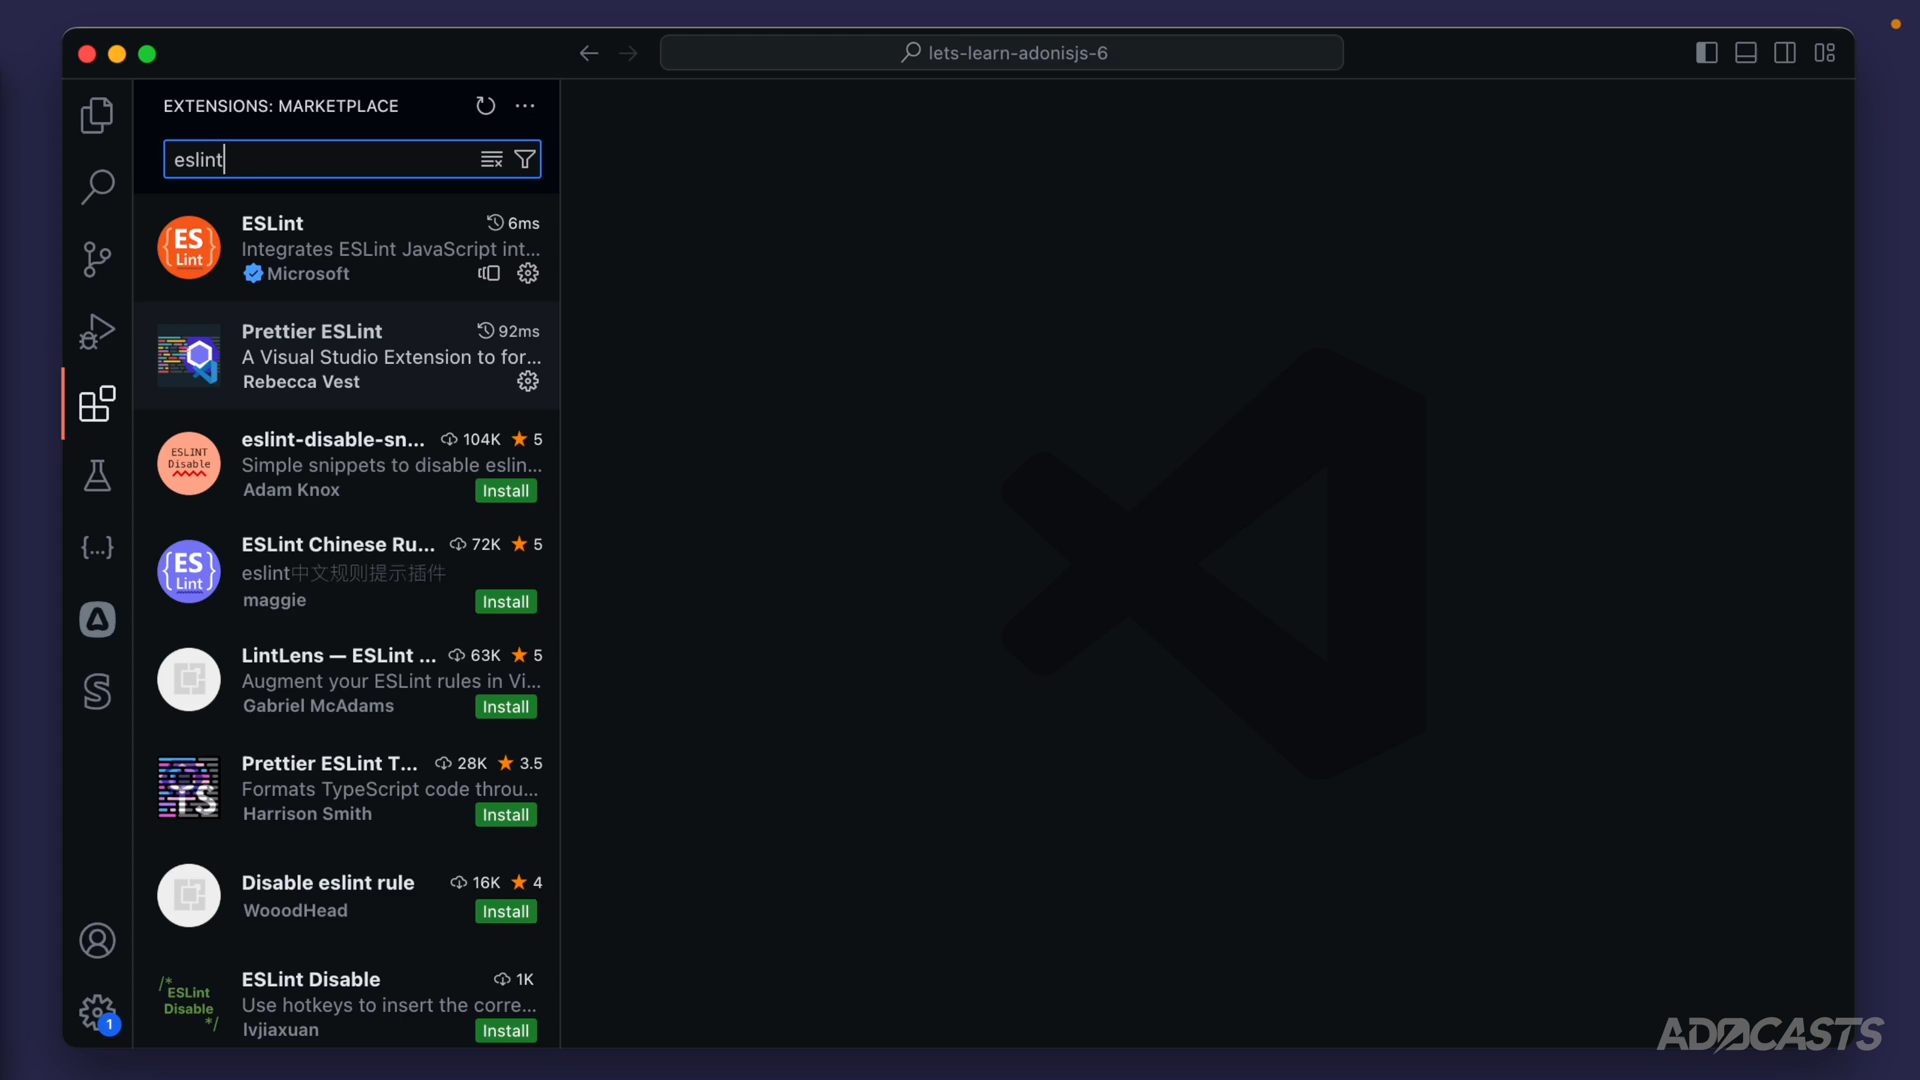 lets-learn-adonisjs-6
EXTENSIONS: MARKETPLACE
eslint
ES
Lint
ESLint
6ms
Integrates ESLint JavaScript int...
Microsoft
Prettier ESLint
92ms
A Visual Studio Extension to for...
Rebecca Vest
ESLINT
Disable
eslint-disable-sn...
104K
5
Simple snippets to disable eslin...
Adam Knox
Install
ES
Lint
ESLint Chinese Ru...
72K
5
eslint中文规则提示插件
maggie
Install
LintLens — ESLint ...
63K
5
Augment your ESLint rules in Vi...
Gabriel McAdams
Install
TS
Prettier ESLint T...
28K
3.5
Formats TypeScript code throu...
Harrison Smith
Install
Disable eslint rule
16K
4
WooodHead
Install
/*
ESLint
Disable
*/
ESLint Disable
1K
Use hotkeys to insert the corre...
lvjiaxuan
Install
1
ADOCASTS